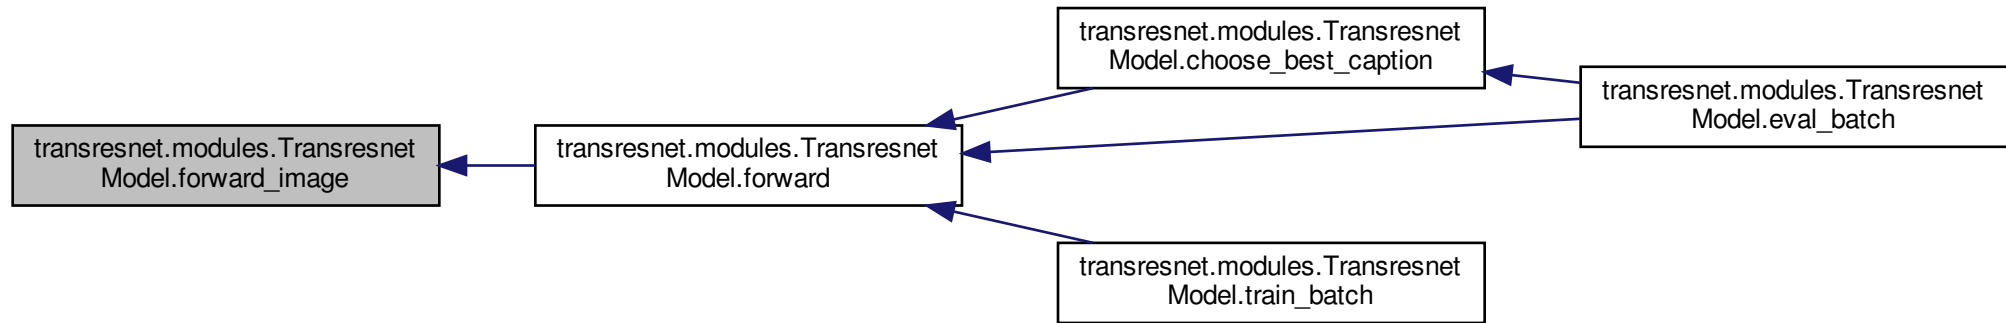 transresnet.modules.Transresnet
Model.forward_image
transresnet.modules.Transresnet
Model.forward
transresnet.modules.Transresnet
Model.choose_best_caption
transresnet.modules.Transresnet
Model.eval_batch
transresnet.modules.Transresnet
Model.train_batch